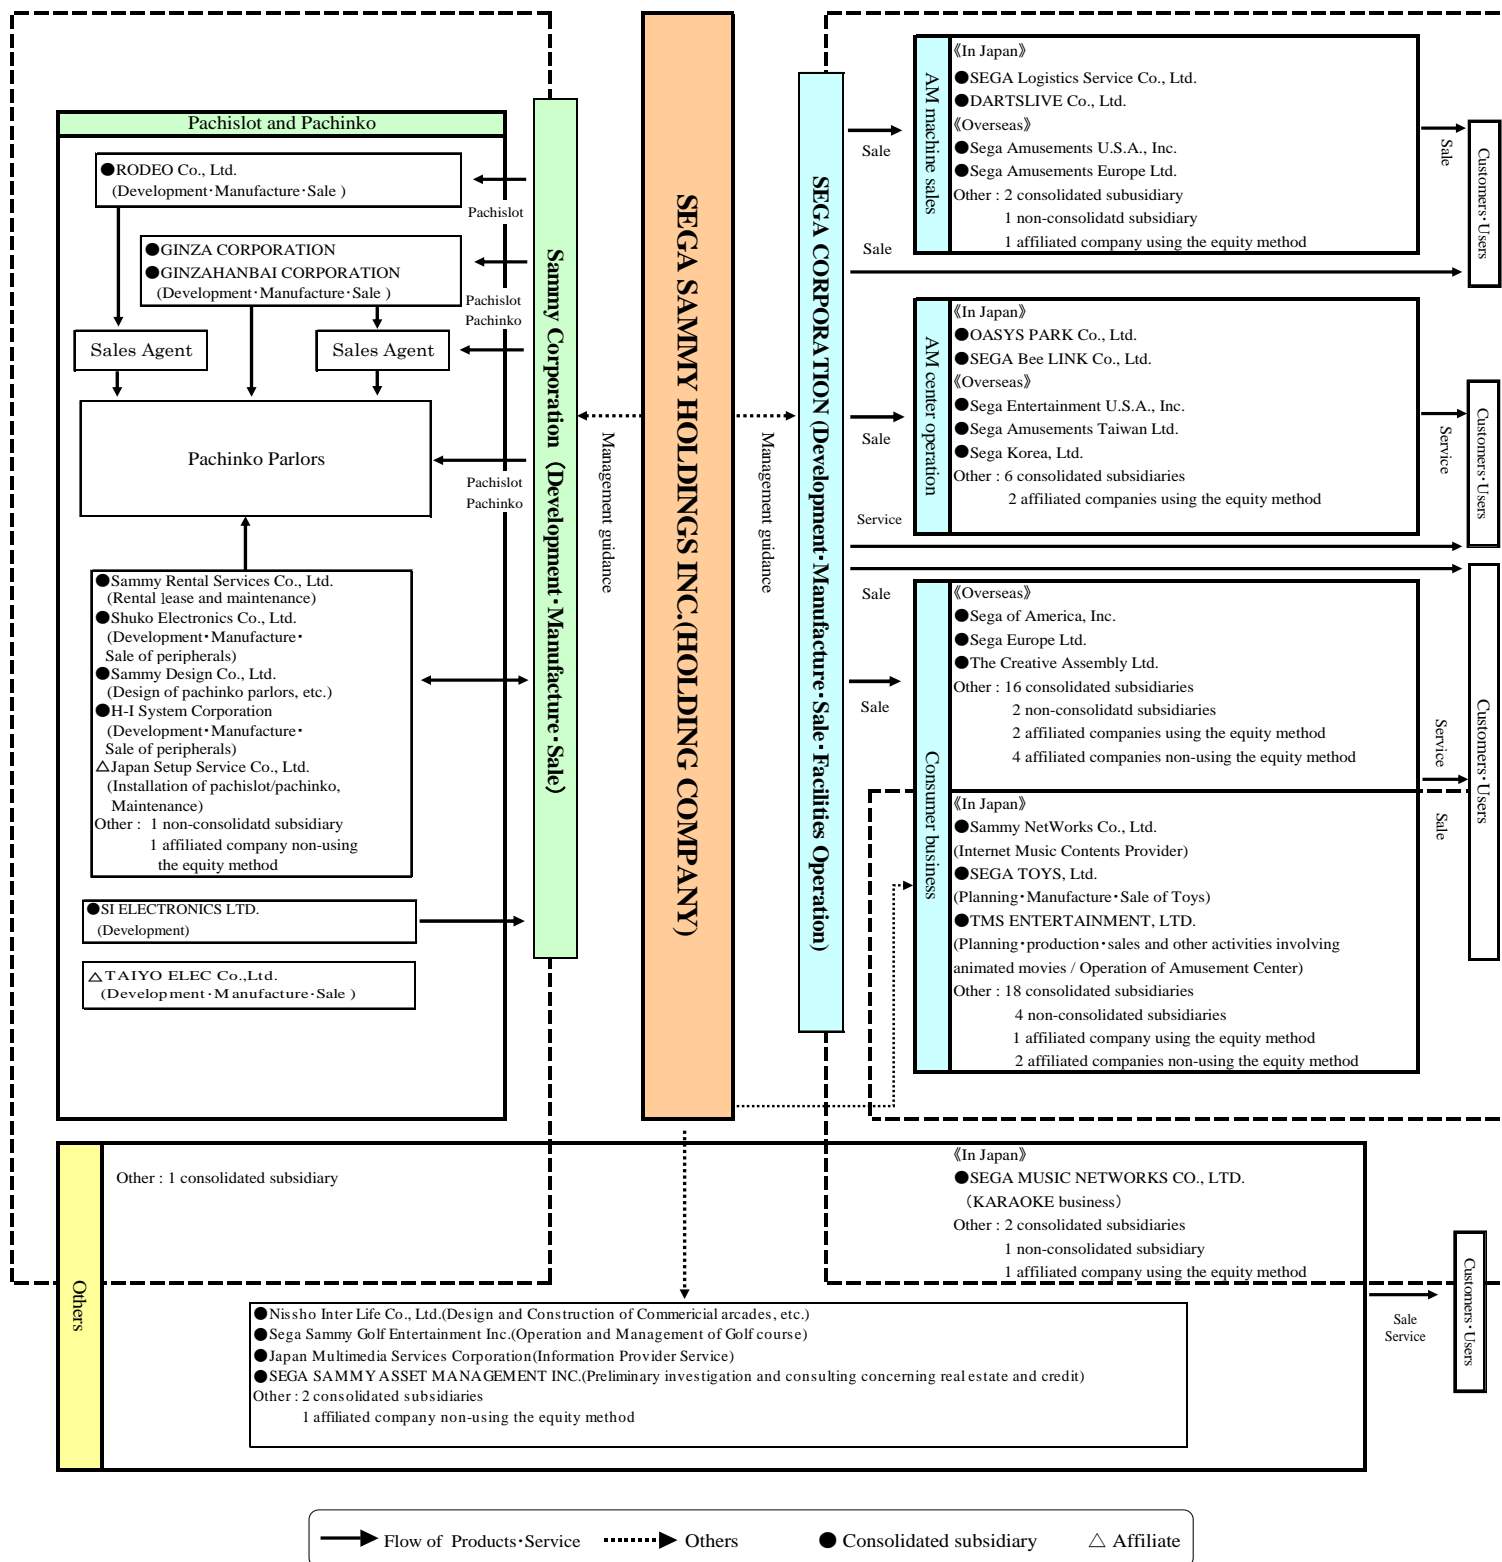 Pachislot and Pachinko
●RODEO Co., Ltd.
(Development・Manufacture・Sale )
Pachislot
●GINZA CORPORATION
●GINZAHANBAI CORPORATION
(Development・Manufacture・Sale )
Pachislot
Pachinko
Sales Agent
Sales Agent
Pachinko Parlors
Pachislot
Pachinko
●Sammy Rental Services Co., Ltd.
(Rental lease and maintenance)
●Shuko Electronics Co., Ltd.
(Development・Manufacture・
Sale of peripherals)
●Sammy Design Co., Ltd.
(Design of pachinko parlors, etc.)
●H-I System Corporation
(Development・Manufacture・
Sale of peripherals)
△Japan Setup Service Co., Ltd.
(Installation of pachislot/pachinko,
Maintenance)
Other : 1 non-consolidatd subsidiary
1 affiliated company non-using
the equity method
●SI ELECTRONICS LTD.
(Development)
△TAIYO ELEC Co.,Ltd.
(Development・Manufacture・Sale )
Sammy Corporation (Development・Manufacture・Sale)
Management guidance
SEGA SAMMY HOLDINGS INC.(HOLDING COMPANY)
Management guidance
SEGA CORPORATION (Development・Manufacture・Sale・Facilities Operation)
Sale
AM machine sales
《In Japan》
●SEGA Logistics Service Co., Ltd.
●DARTSLIVE Co., Ltd.
《Overseas》
●Sega Amusements U.S.A., Inc.
●Sega Amusements Europe Ltd.
Other : 2 consolidated subusidiary
1 non-consolidatd subsidiary
1 affiliated company using the equity method
Sale
Customers・Users
Sale
Sale
AM center operation
《In Japan》
●OASYS PARK Co., Ltd.
●SEGA Bee LINK Co., Ltd.
《Overseas》
●Sega Entertainment U.S.A., Inc.
●Sega Amusements Taiwan Ltd.
●Sega Korea, Ltd.
Other : 6 consolidated subsidiaries
2 affiliated companies using the equity method
Service
Customers・Users
Service
Sale
Sale
Consumer business
《Overseas》
●Sega of America, Inc.
●Sega Europe Ltd.
●The Creative Assembly Ltd.
Other : 16 consolidated subsidiaries
2 non-consolidatd subsidiaries
2 affiliated companies using the equity method
4 affiliated companies non-using the equity method
《In Japan》
●Sammy NetWorks Co., Ltd.
(Internet Music Contents Provider)
●SEGA TOYS, Ltd.
(Planning・Manufacture・Sale of Toys)
●TMS ENTERTAINMENT, LTD.
(Planning・production・sales and other activities involving
animated movies / Operation of Amusement Center)
Other : 18 consolidated subsidiaries
4 non-consolidated subsidiaries
1 affiliated company using the equity method
2 affiliated companies non-using the equity method
Service
Sale
Customers・Users
Others
Other : 1 consolidated subsidiary
《In Japan》
●SEGA MUSIC NETWORKS CO., LTD.
(KARAOKE business)
Other : 2 consolidated subsidiaries
1 non-consolidated subsidiary
1 affiliated company using the equity method
●Nissho Inter Life Co., Ltd.(Design and Construction of Commericial arcades, etc.)
●Sega Sammy Golf Entertainment Inc.(Operation and Management of Golf course)
●Japan Multimedia Services Corporation(Information Provider Service)
●SEGA SAMMY ASSET MANAGEMENT INC.(Preliminary investigation and consulting concerning real estate and credit)
Other : 2 consolidated subsidiaries
1 affiliated company non-using the equity method
Sale
Service
Customers・Users
Flow of Products・Service
Others
● Consolidated subsidiary
△ Affiliate